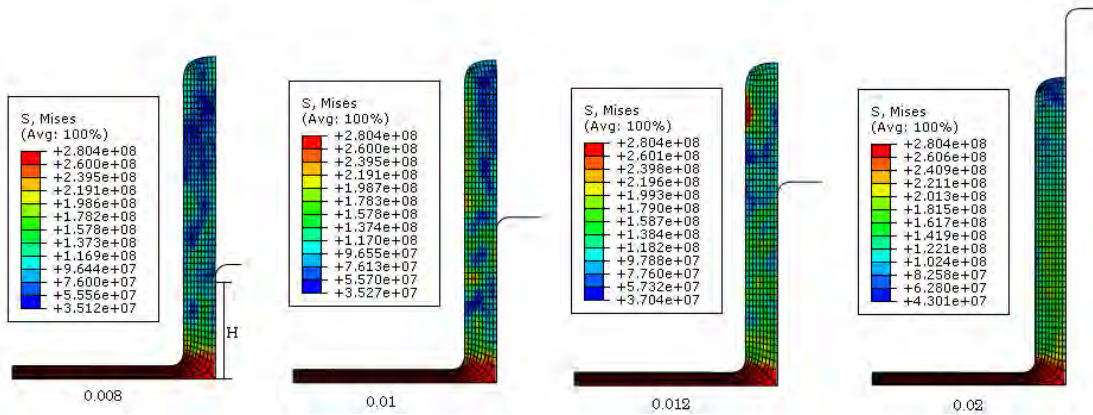 S, Mises
(Avg: 100%)
+2.804e+08
+2.600e+08
+2.395e+08
+2.191e+08
+1.986e+08
+1.782e+08
+1.578e+08
+1.373e+08
+1.169e+08
+9.644e+07
+7.600e+07
+5.556e+07
+3.512e+07
H
0.008
S, Mises
(Avg: 100%)
+2.804e+08
+2.600e+08
+2.395e+08
+2.191e+08
+1.987e+08
+1.783e+08
+1.578e+08
+1.374e+08
+1.170e+08
+9.655e+07
+7.613e+07
+5.570e+07
+3.527e+07
0.01
S, Mises
(Avg: 100%)
+2.804e+08
+2.601e+08
+2.398e+08
+2.196e+08
+1.993e+08
+1.790e+08
+1.587e+08
+1.384e+08
+1.182e+08
+9.788e+07
+7.760e+07
+5.732e+07
+3.704e+07
0.012
S, Mises
(Avg: 100%)
+2.804e+08
+2.606e+08
+2.409e+08
+2.211e+08
+2.013e+08
+1.815e+08
+1.617e+08
+1.419e+08
+1.221e+08
+1.024e+08
+8.258e+07
+6.280e+07
+4.301e+07
0.02